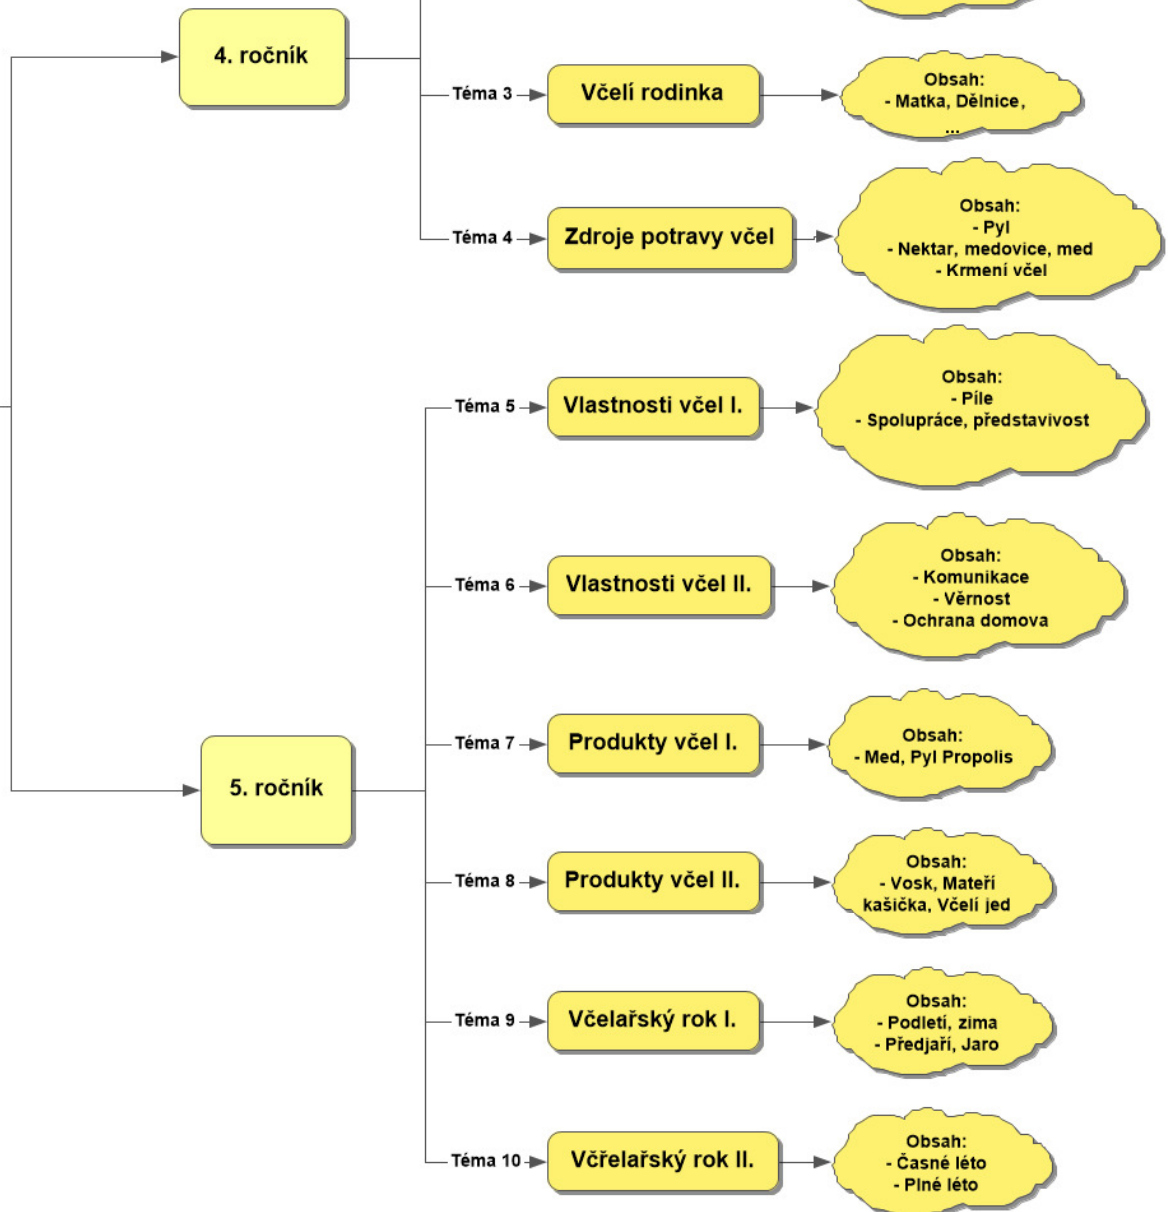 4. ročník
Téma 3
Včelí rodinka
Obsah:
- Matka, Dělnice,
...
Téma 4
Zdroje potravy včel
Obsah:
- Pyl
- Nektar, medovice, med
- Krmení včel
Téma 5
Vlastnosti včel I.
Obsah:
- Píle
- Spolupráce, představivost
Téma 6
Vlastnosti včel II.
Obsah:
- Komunikace
- Věrnost
- Ochrana domova
5. ročník
Téma 7
Produkty včel I.
Obsah:
- Med, Pyl Propolis
Téma 8
Produkty včel II.
Obsah:
- Vosk, Mateří
kašička, Včelí jed
Téma 9
Včelařský rok I.
Obsah:
- Podletí, zima
- Předjaří, Jaro
Téma 10
Včřelařský rok II.
Obsah:
- Časné léto
- Plné léto